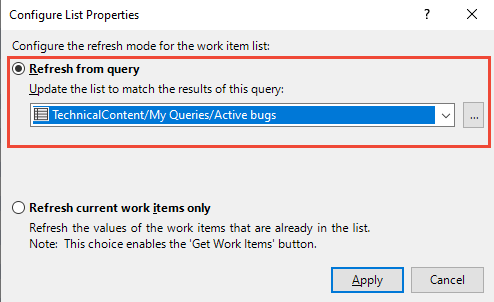 Configure List Properties
?
Configure the refresh mode for the work item list:
Refresh from query
Update the list to match the results of this query:
TechnicalContent/My Queries/Active bugs
...
Refresh current work items only
Refresh the values of the work items that are already in the list.
Note: This choice enables the 'Get Work Items' button.
Apply Cancel